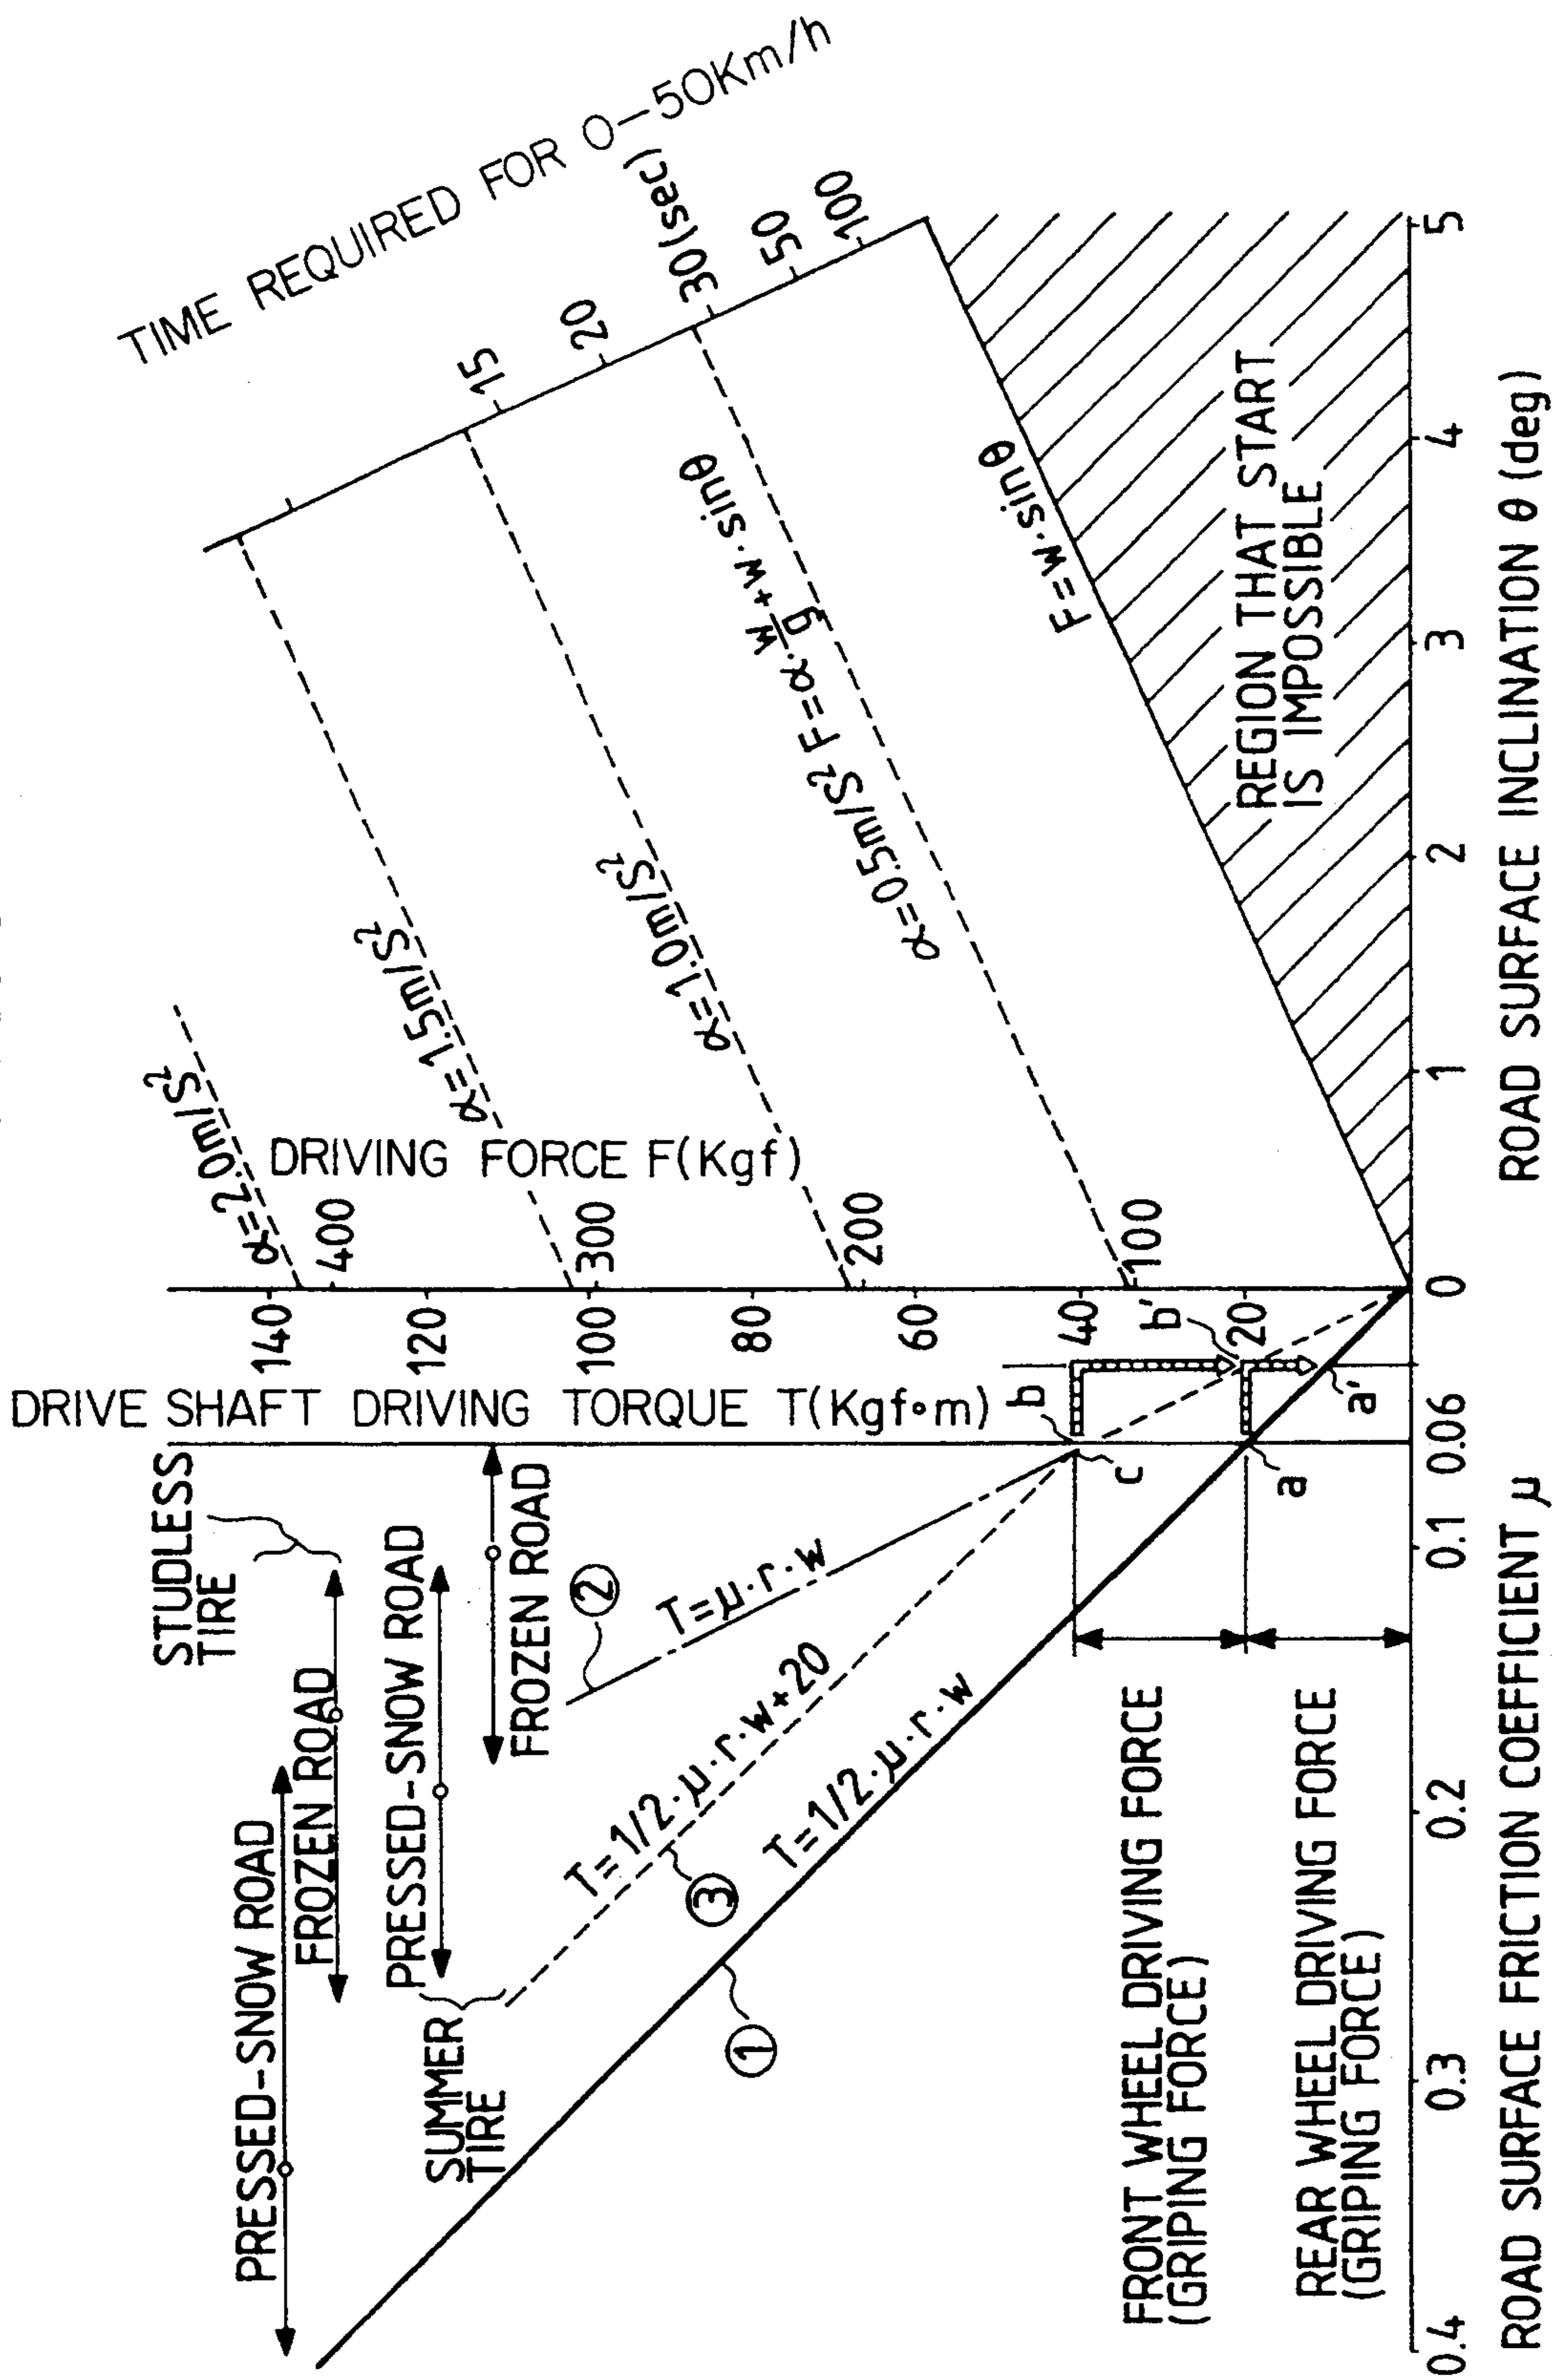 TIME REQUIRED FOR 0-50Km/h
15
20
30(sec)
50
100
α=2.0m/S²
α=1.5m/S²
α=1.0m/S²
α=0.5m/S² F=α·w/g+w·sinθ
F=w·sinθ
REGION THAT START
IS IMPOSSIBLE
DRIVING FORCE F(Kgf)
400
300
200
100
140
120
100
80
60
40
20
DRIVE SHAFT DRIVING TORQUE T(Kgf·m)
b
b'
c
a
a'
STUDLESS
TIRE
PRESSED-SNOW ROAD
FROZEN ROAD
PRESSED-SNOW ROAD
FROZEN ROAD
SUMMER
TIRE
②
T=μ·r·w
T=1/2·μ·r·w+20
③
T=1/2·μ·r·w
①
FRONT WHEEL DRIVING FORCE
(GRIPING FORCE)
REAR WHEEL DRIVING FORCE
(GRIPING FORCE)
0.4
0.3
0.2
0.1
0.06
0
1
2
3
4
5
ROAD SURFACE FRICTION COEFFICIENT μ
ROAD SURFACE INCLINATION θ (deg)